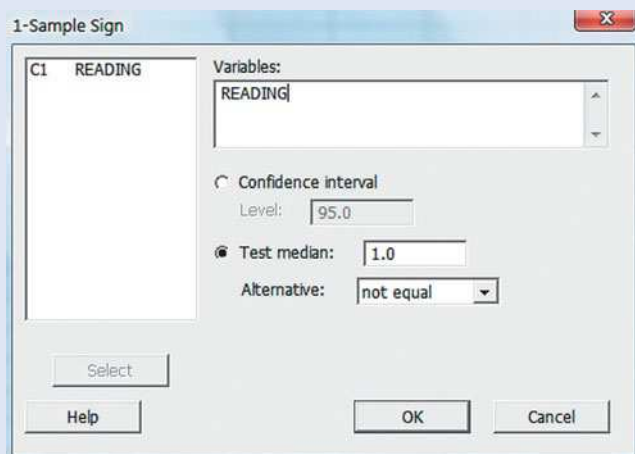 1-Sample Sign
C1 READING
Variables:
READING
Confidence interval
Level: 95.0
Test median: 1.0
Alternative: not equal
Select
Help
OK
Cancel